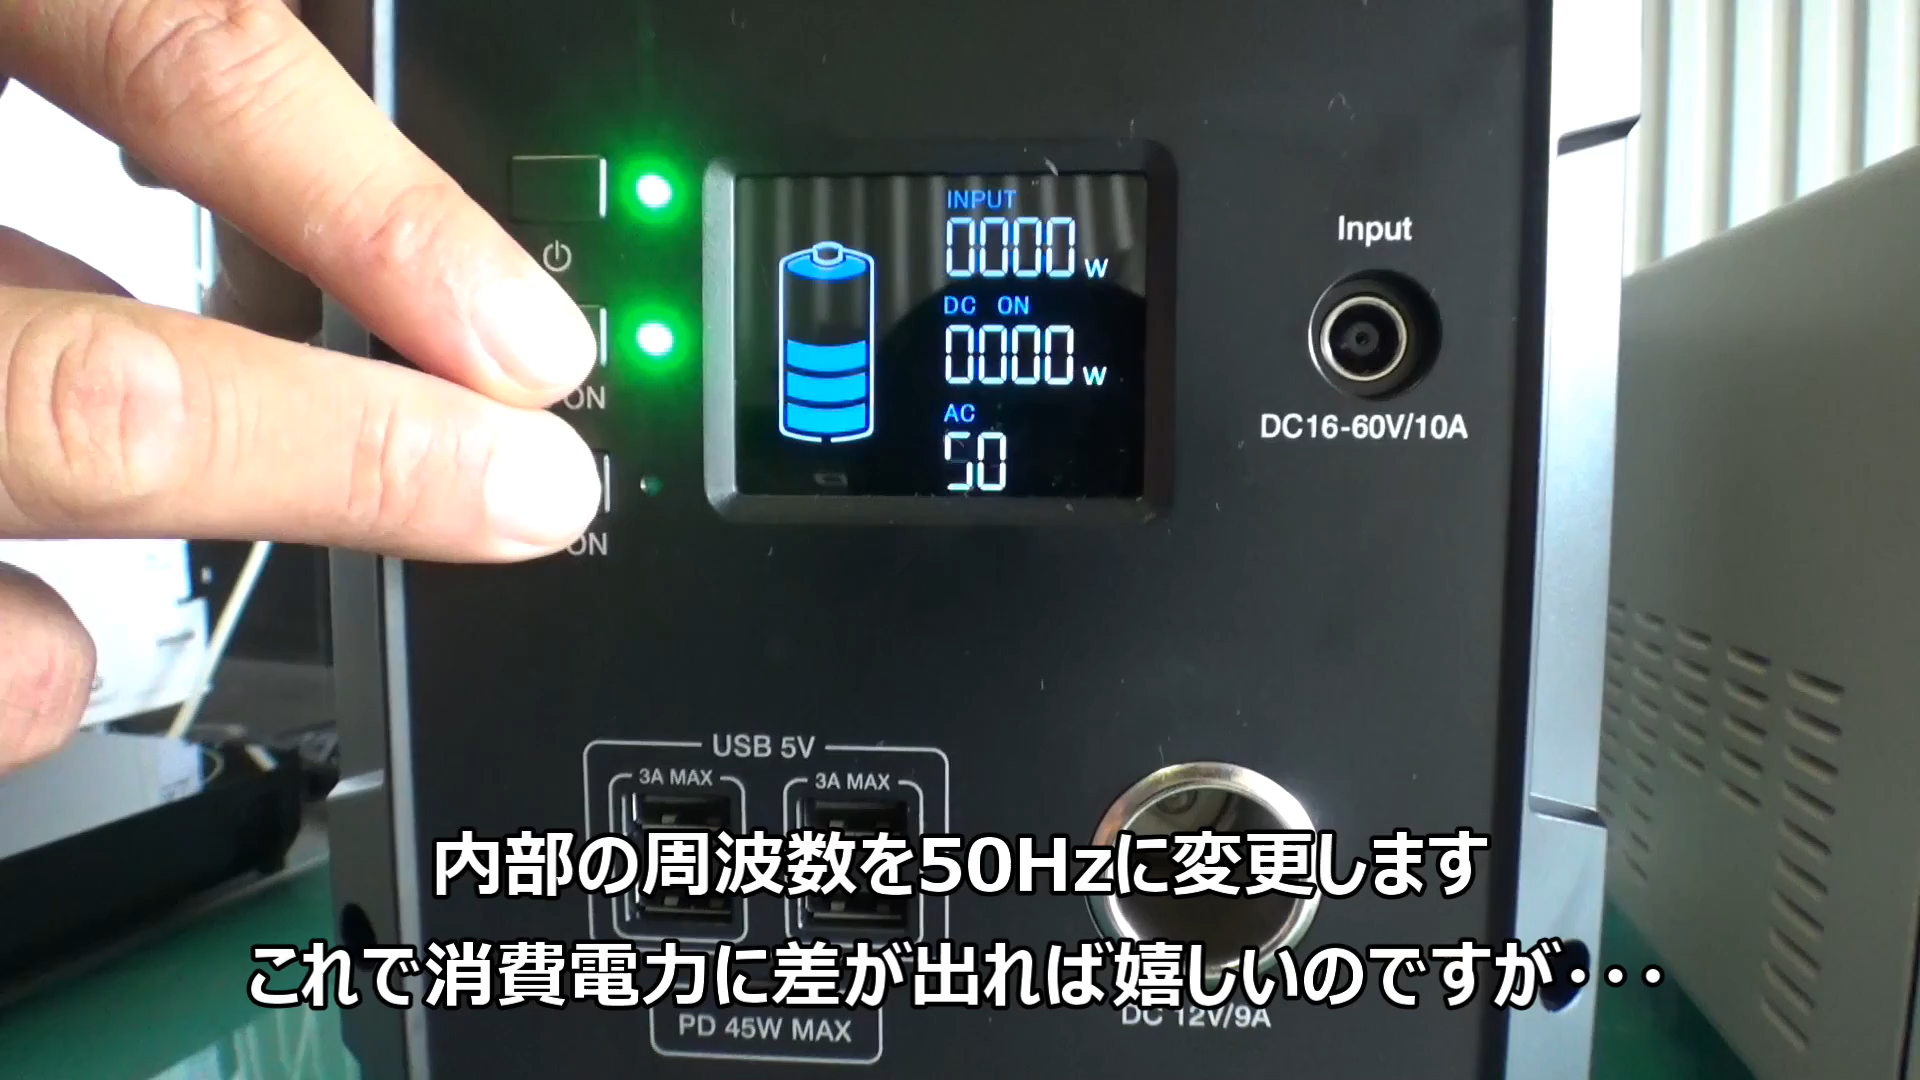 INPUT
0000 W
DC ON
0000 W
AC
50
ON
ON
Input
DC16-60V/10A
USB 5V
3A MAX
3A MAX
内部の周波数を50Hzに変更します
これで消費電力に差が出れば嬉しいのですが・・・
PD 45W MAX
DC 12V/9A